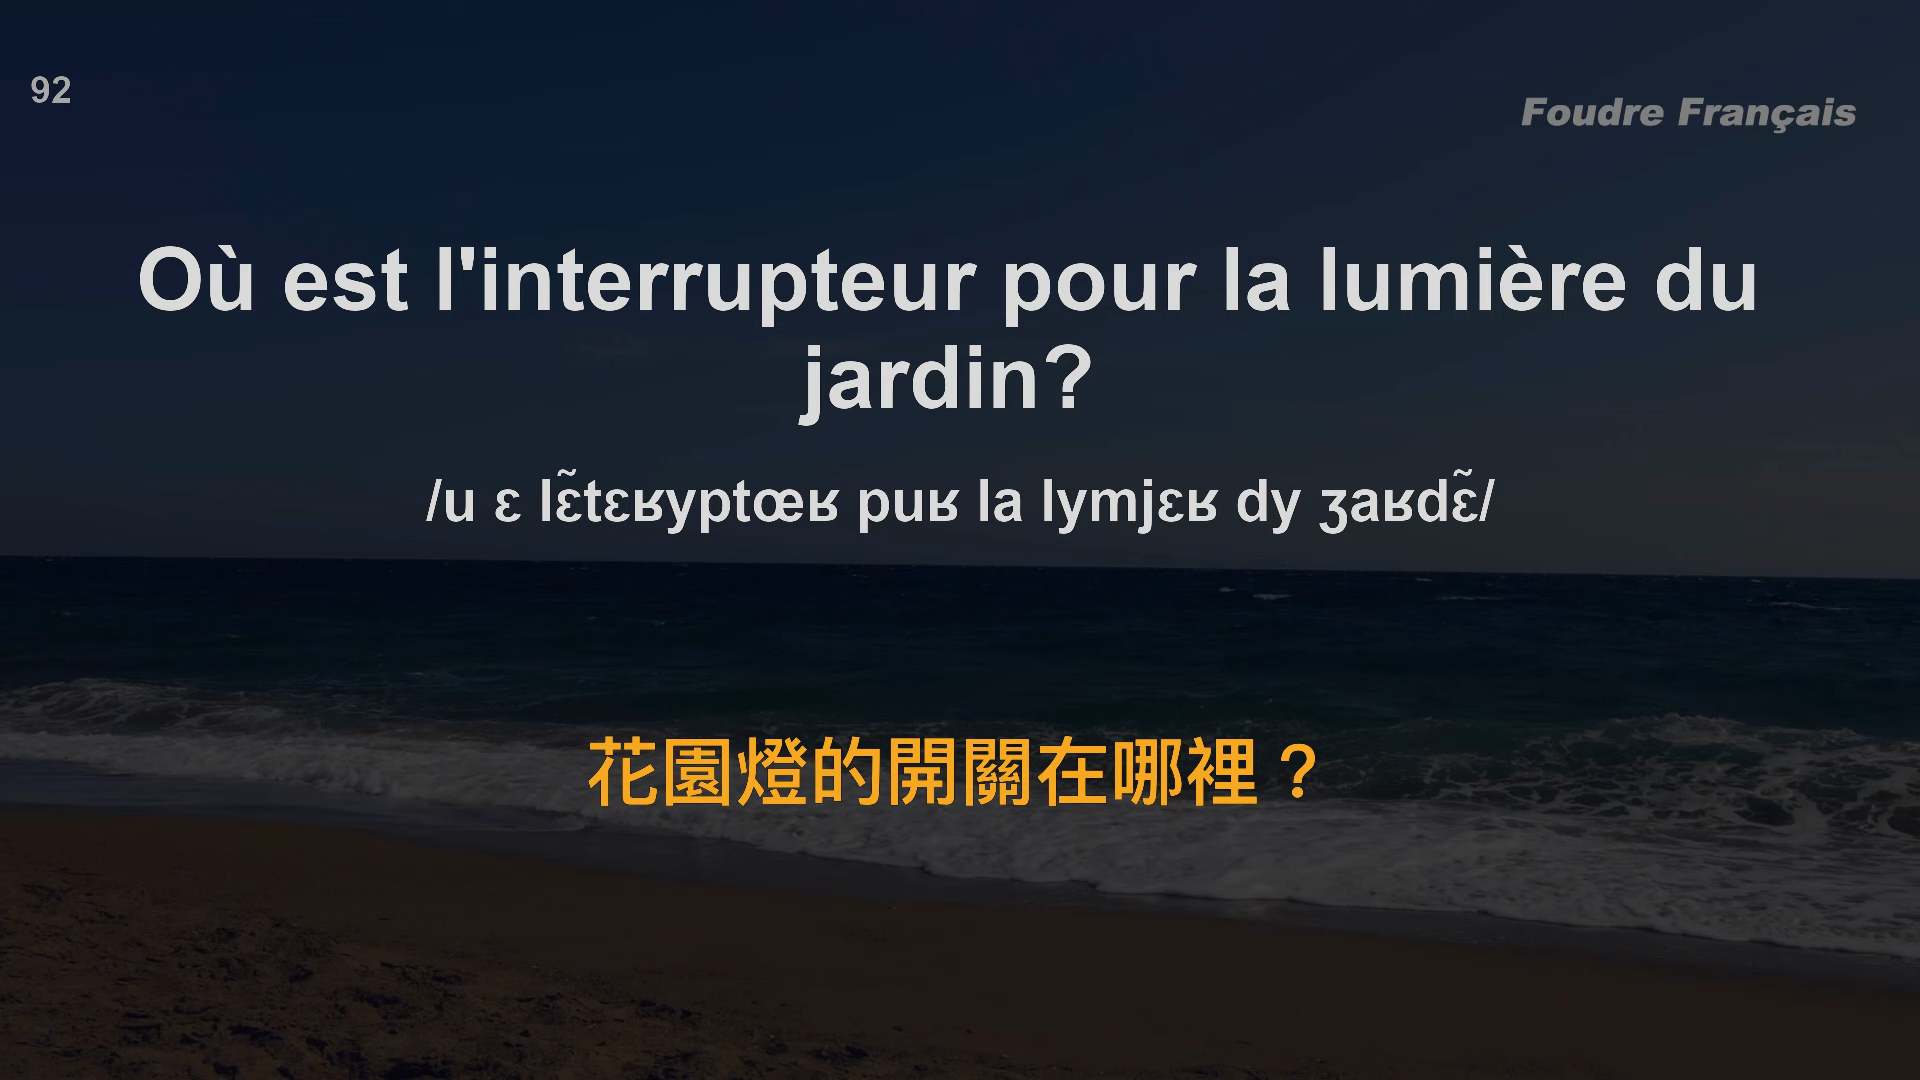 92
Foudre Français
Où est l'interrupteur pour la lumière du
jardin?
/u ɛ lɛ̃tɛʁyptœʁ puʁ la lymjɛʁ dy ʒaʁdɛ̃/
花園燈的開關在哪裡？